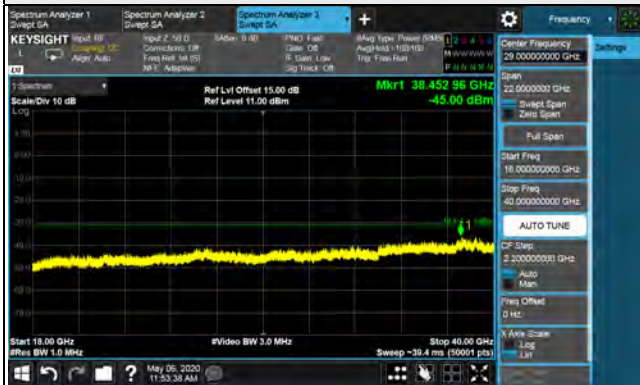 Spectrum Analyzer 1
Swept SA
Spectrum Analyzer 2
Swept SA
Spectrum Analyzer 3
Swept SA
+
Frequency
KEYSIGHT
Input: RF
Coupling: DC
Align: Auto
Input Z: 50 Ω
Corrections: Off
Freq Ref: Int (S)
NFE: Adaptive
#Atten: 0 dB
PNO: Fast
Gate: Off
IF Gain: Low
Sig Track: Off
#Avg Type: Power (RMS)
Trig: Free Run
LXI
Center Frequency
29.000000000 GHz
Settings
Span
22.0000000 GHz
Swept Span
Zero Span
Full Span
Start Freq
18.000000000 GHz
Stop Freq
40.000000000 GHz
AUTO TUNE
CF Step
2.200000000 GHz
Auto
Man
Freq Offset
0 Hz
X Axis Scale
Log
Lin
1 Spectrum
Scale/Div 10 dB
Log
Ref Lvl Offset 15.00 dB
Ref Level 11.00 dBm
Mkr1 38.452 96 GHz
-45.00 dBm
1
Start 18.00 GHz
#Res BW 1.0 MHz
#Video BW 3.0 MHz
Stop 40.00 GHz
Sweep ~39.4 ms (50001 pts)
?
May 06, 2020
11:53:38 AM